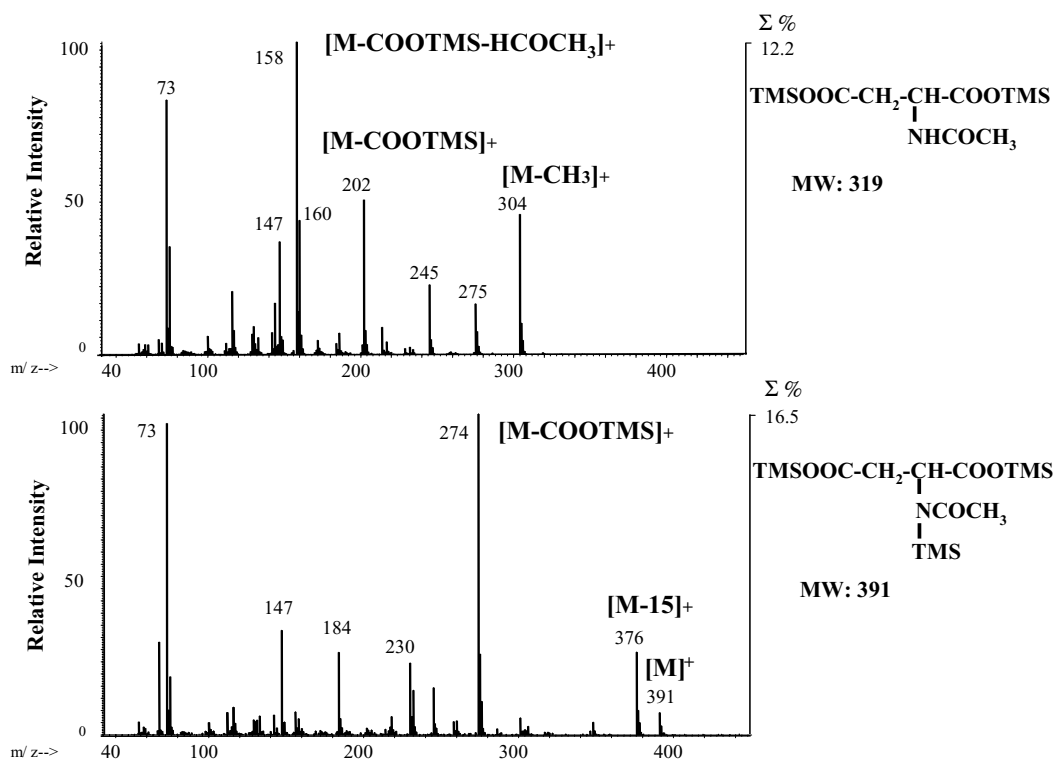 Σ %
[M-COOTMS-HCOCH3]+
100
158
12.2
73
TMSOOC-CH2-CH-COOTMS
NHCOCH3
MW: 319
[M-COOTMS]+
[M-CH3]+
202
304
50
147
160
245
275
0
Relative Intensity
m/ z-->
40
100
200
300
400
Σ %
16.5
100
73
274
[M-COOTMS]+
TMSOOC-CH2-CH-COOTMS
NCOCH3
TMS
MW: 391
50
147
184
230
[M-15]+
376
[M]+
391
0
Relative Intensity
m/ z-->
40
100
200
300
400